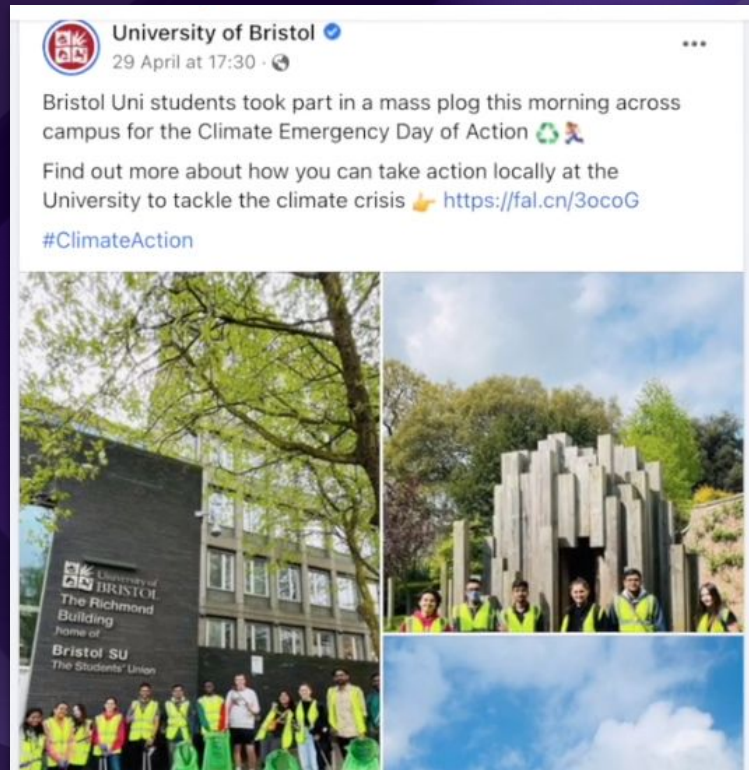 University of Bristol
29 April at 17:30 ·
Bristol Uni students took part in a mass plog this morning across
campus for the Climate Emergency Day of Action ♻️🏃
Find out more about how you can take action locally at the
University to tackle the climate crisis 👉 https://fal.cn/3ocoG
#ClimateAction
University of
BRISTOL
The Richmond
Building
home of
Bristol SU
The Students' Union